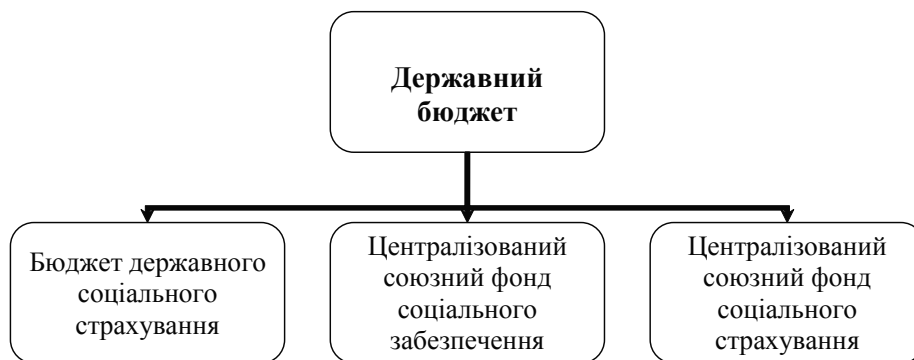 Державний
бюджет
Бюджет державного
соціального
страхування
Централізований
союзний фонд
соціального
забезпечення
Централізований
союзний фонд
соціального
страхування